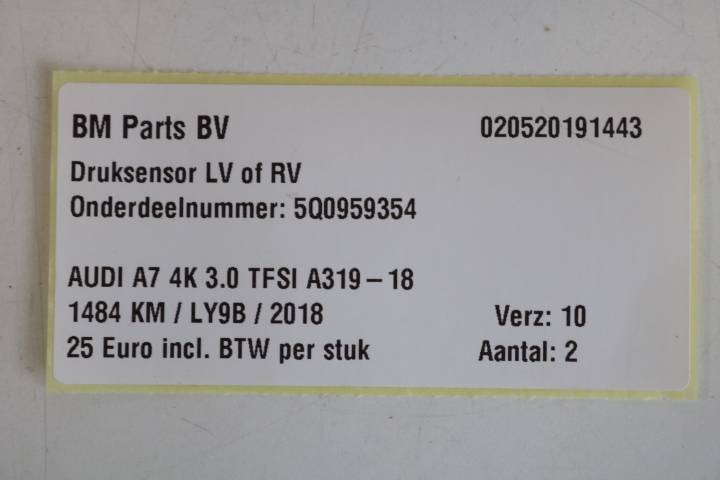 BM Parts BV 020520191443
Druksensor LV of RV
Onderdeelnummer: 5Q0959354
AUDI A7 4K 3.0 TFSI A319-18
1484 KM / LY9B / 2018 Verz: 10
25 Euro incl. BTW per stuk Aantal: 2